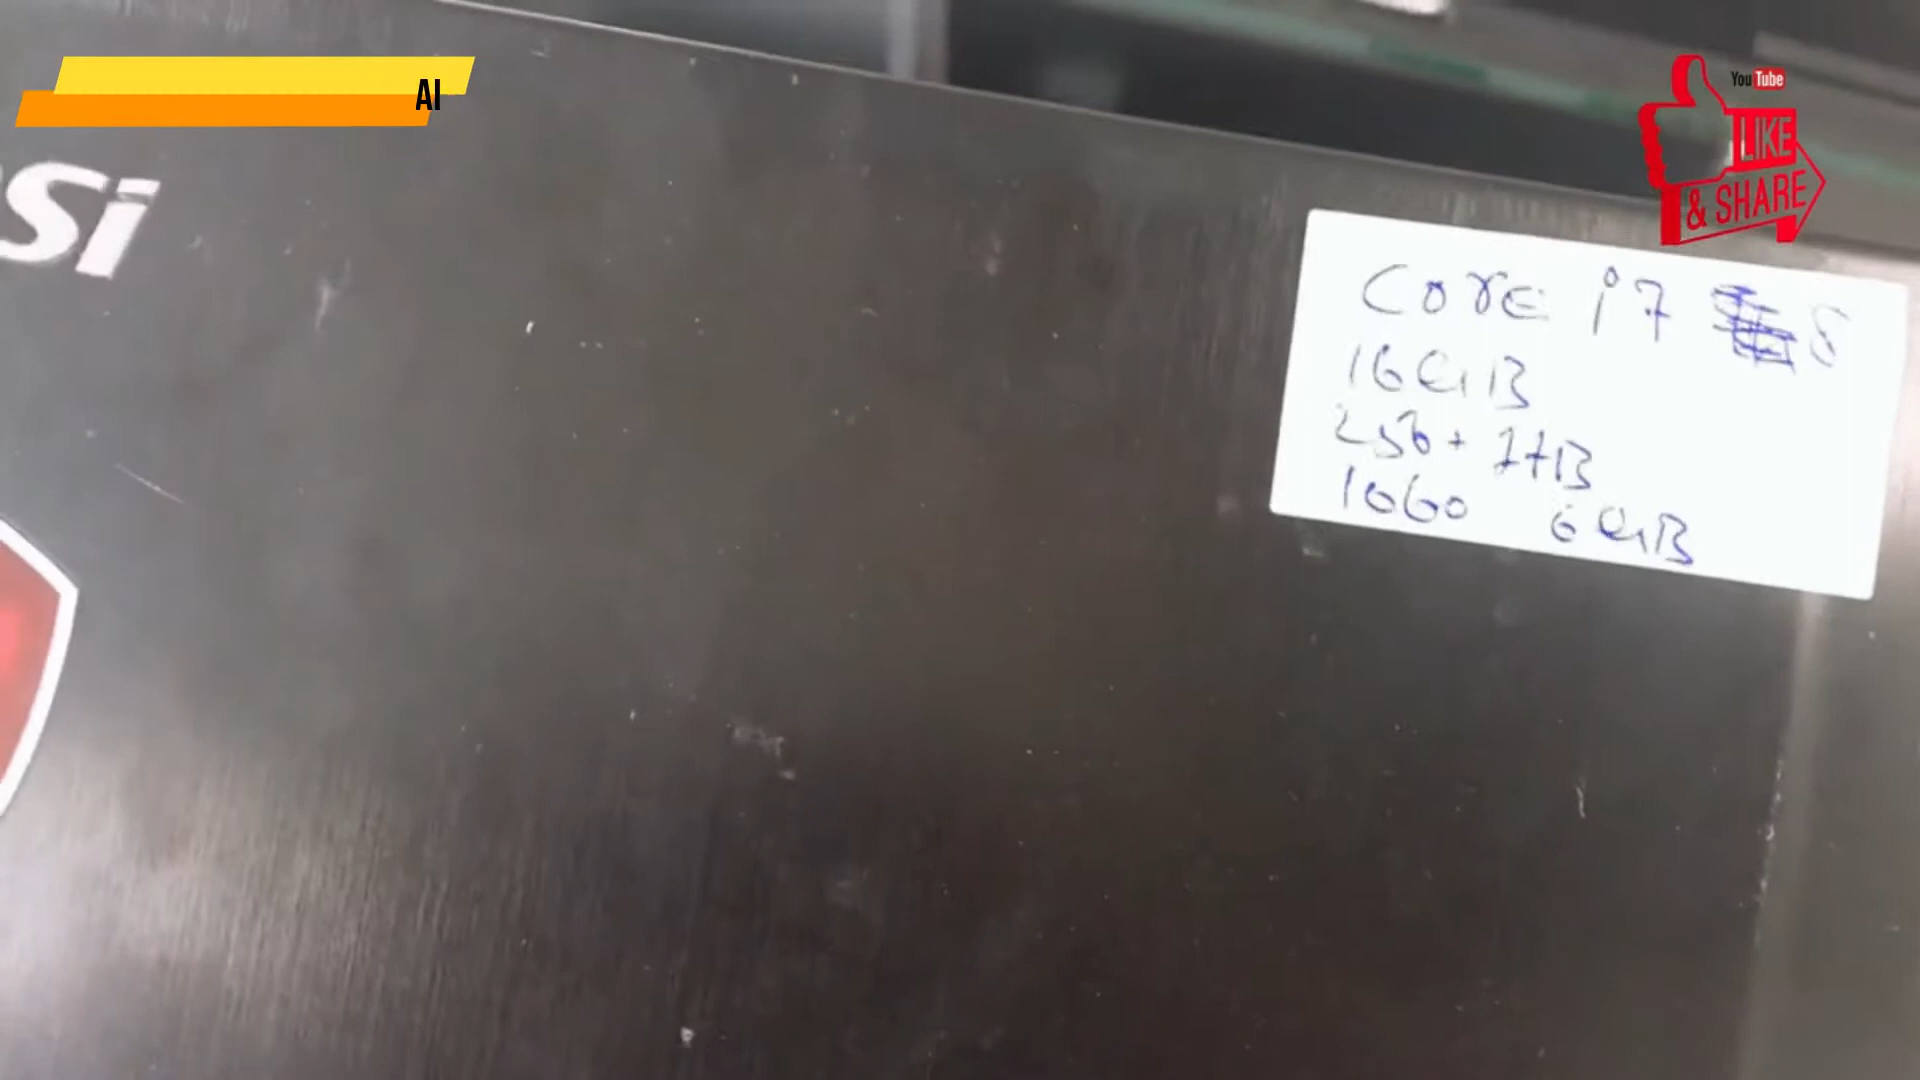 AI
You Tube
LIKE
& SHARE
Si
CORE i7 8
16GB
256 + 1TB
1060 6GB